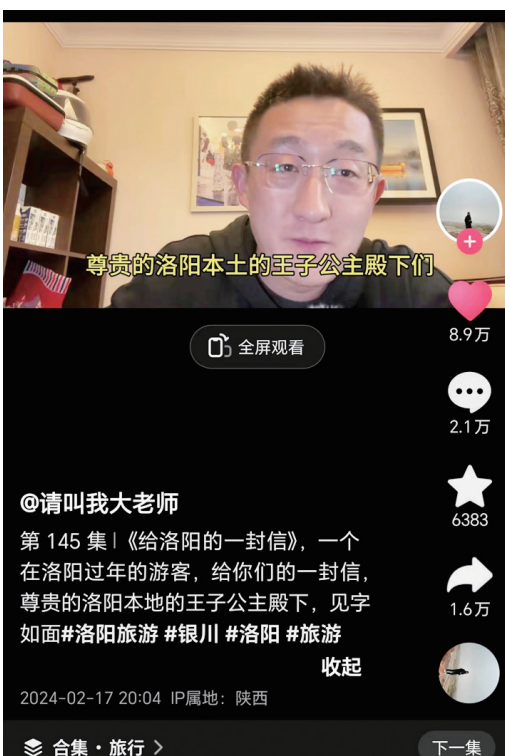 尊贵的洛阳本土的王子公主殿下们
全屏观看
8.9万
2.1万
6383
1.6万
@请叫我大老师
第 145 集 | 《给洛阳的一封信》，一个
在洛阳过年的游客，给你们的一封信，
尊贵的洛阳本地的王子公主殿下，见字
如面#洛阳旅游 #银川 #洛阳 #旅游
收起
2024-02-17 20:04 IP属地：陕西
合集・旅行 >
下一集